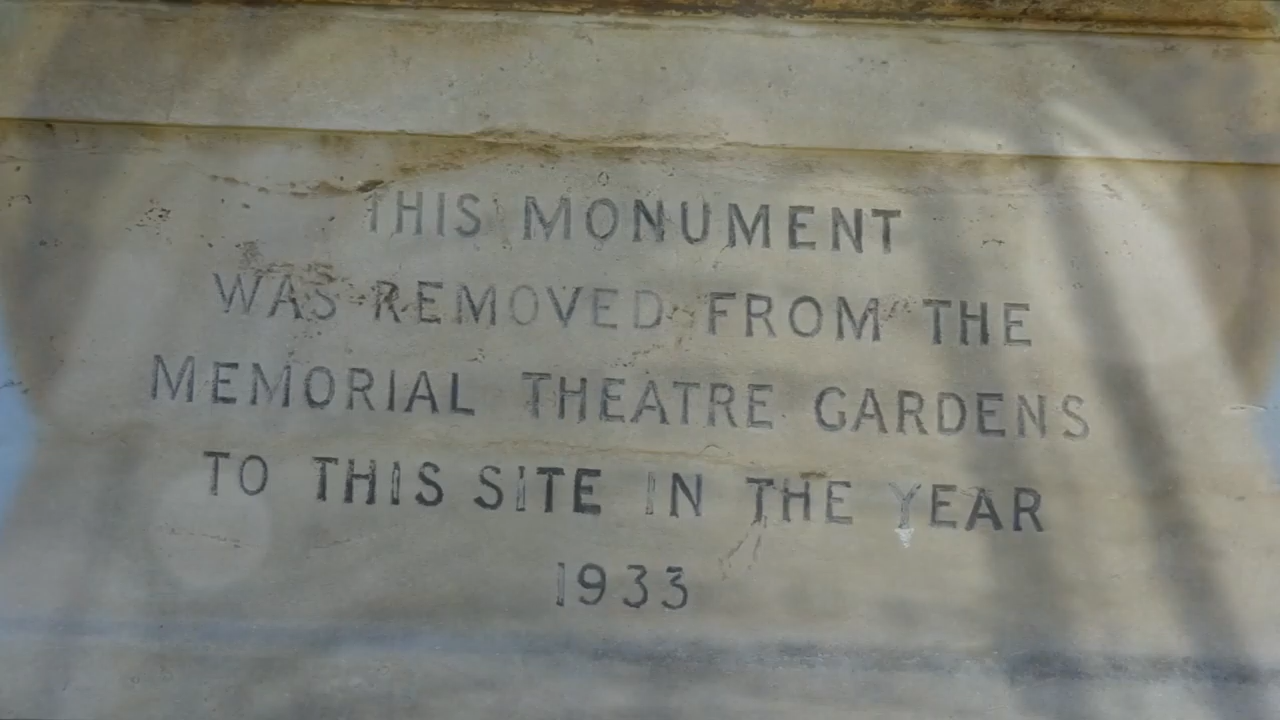 THIS MONUMENT
WAS REMOVED FROM THE
MEMORIAL THEATRE GARDENS
TO THIS SITE IN THE YEAR
1933